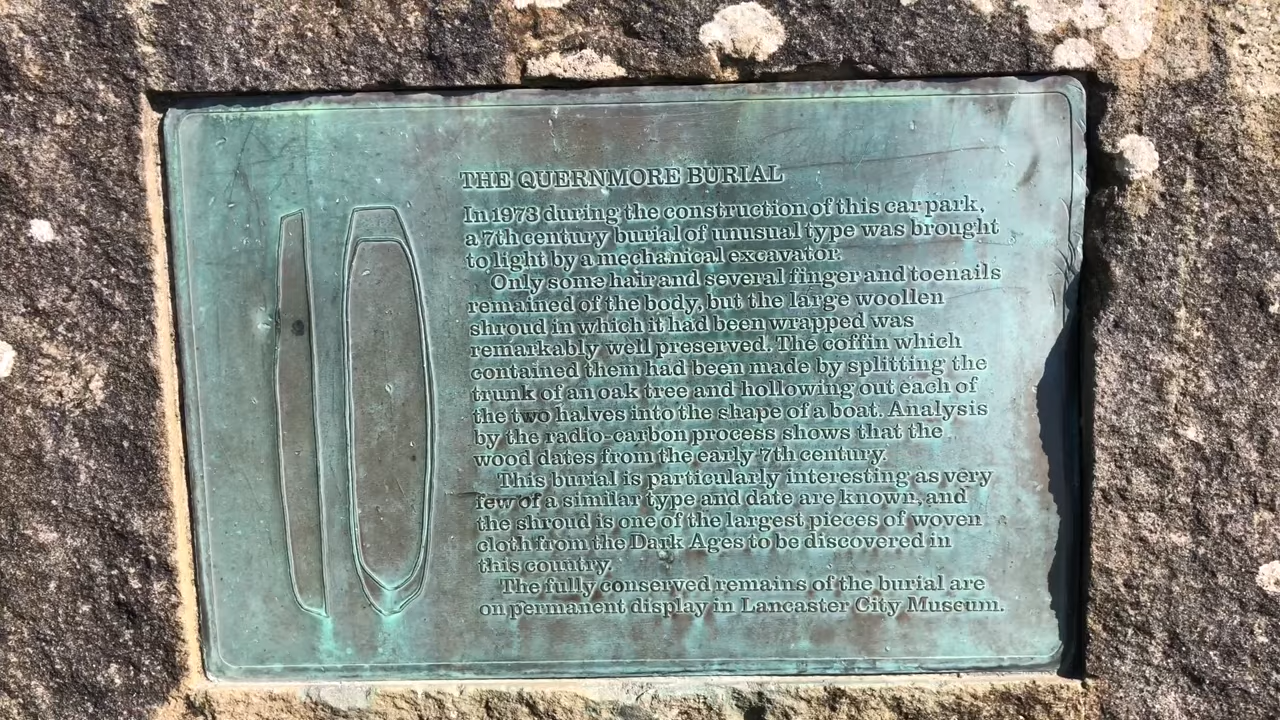 THE QUERNMORE BURIAL
In 1973 during the construction of this car park,
a 7th century burial of unusual type was brought
to light by a mechanical excavator.
Only some hair and several finger and toenails
remained of the body, but the large woollen
shroud in which it had been wrapped was
remarkably well preserved. The coffin which
contained them had been made by splitting the
trunk of an oak tree and hollowing out each of
the two halves into the shape of a boat. Analysis
by the radio-carbon process shows that the
wood dates from the early 7th century.
This burial is particularly interesting as very
few of a similar type and date are known, and
the shroud is one of the largest pieces of woven
cloth from the Dark Ages to be discovered in
this country.
The fully conserved remains of the burial are
on permanent display in Lancaster City Museum.